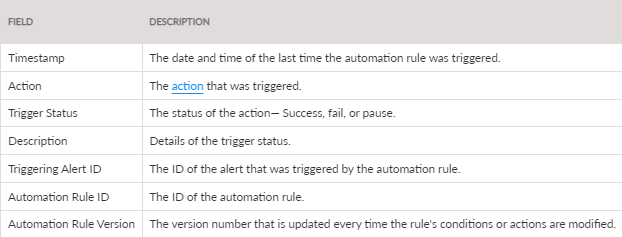 FIELD DESCRIPTION
Timestamp The date and time of the last time the automation rule was triggered.
Action The action that was triggered.
Trigger Status The status of the action— Success, fail, or pause.
Description Details of the trigger status.
Triggering Alert ID The ID of the alert that was triggered by the automation rule.
Automation Rule ID The ID of the automation rule.
Automation Rule Version The version number that is updated every time the rule's conditions or actions are modified.